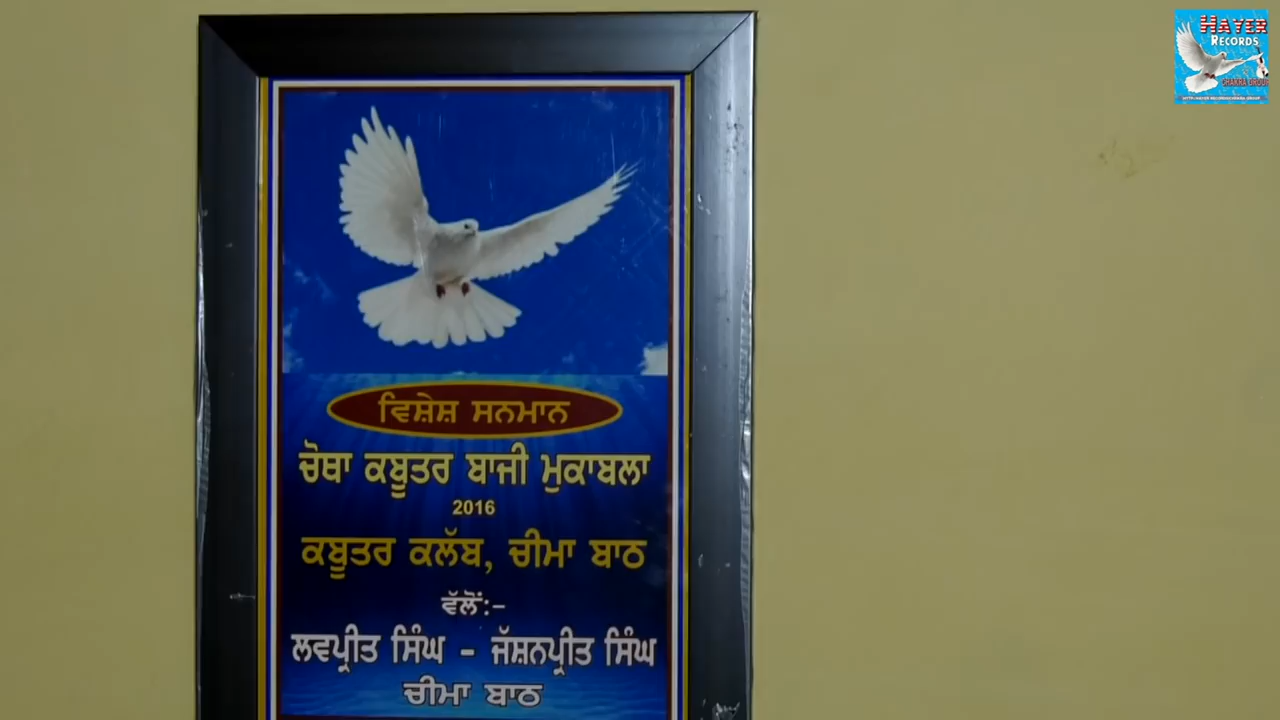 HAYER
RECORDS
ਵਿਸ਼ੇਸ਼ ਸਨਮਾਨ
ਚੋਥਾ ਕਬੂਤਰ ਬਾਜੀ ਮੁਕਾਬਲਾ
2016
ਕਬੂਤਰ ਕਲੱਬ, ਚੀਮਾ ਬਾਠ
ਵੱਲੋਂ:-
ਲਵਪ੍ਰੀਤ ਸਿੰਘ - ਜੱਸ਼ਨਪ੍ਰੀਤ ਸਿੰਘ
ਚੀਮਾ ਬਾਠ